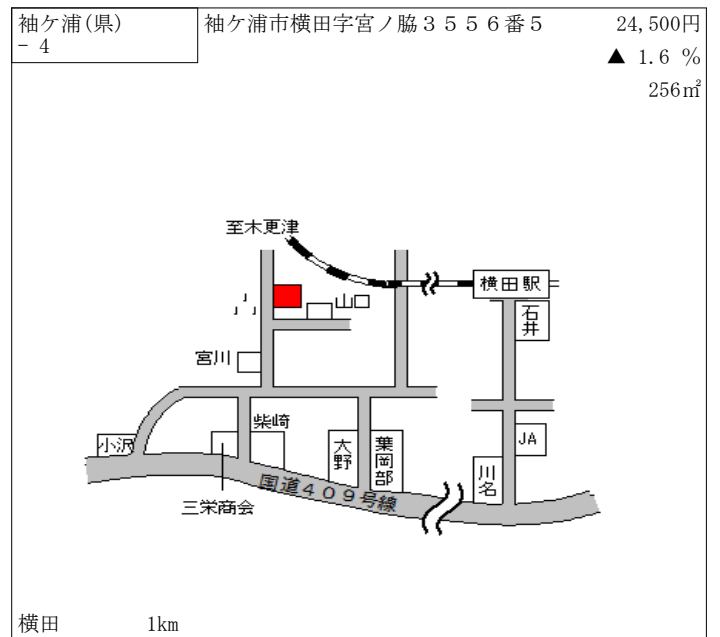 袖ケ浦(県)
- 4
袖ケ浦市横田字宮ノ脇３５５６番５
24,500円
▲ 1.6 %
256㎡
至木更津
横田駅
山口
石井
宮川
柴崎
小沢
大野
葉岡部
JA
川名
国道４０９号線
三栄商会
横田 1km